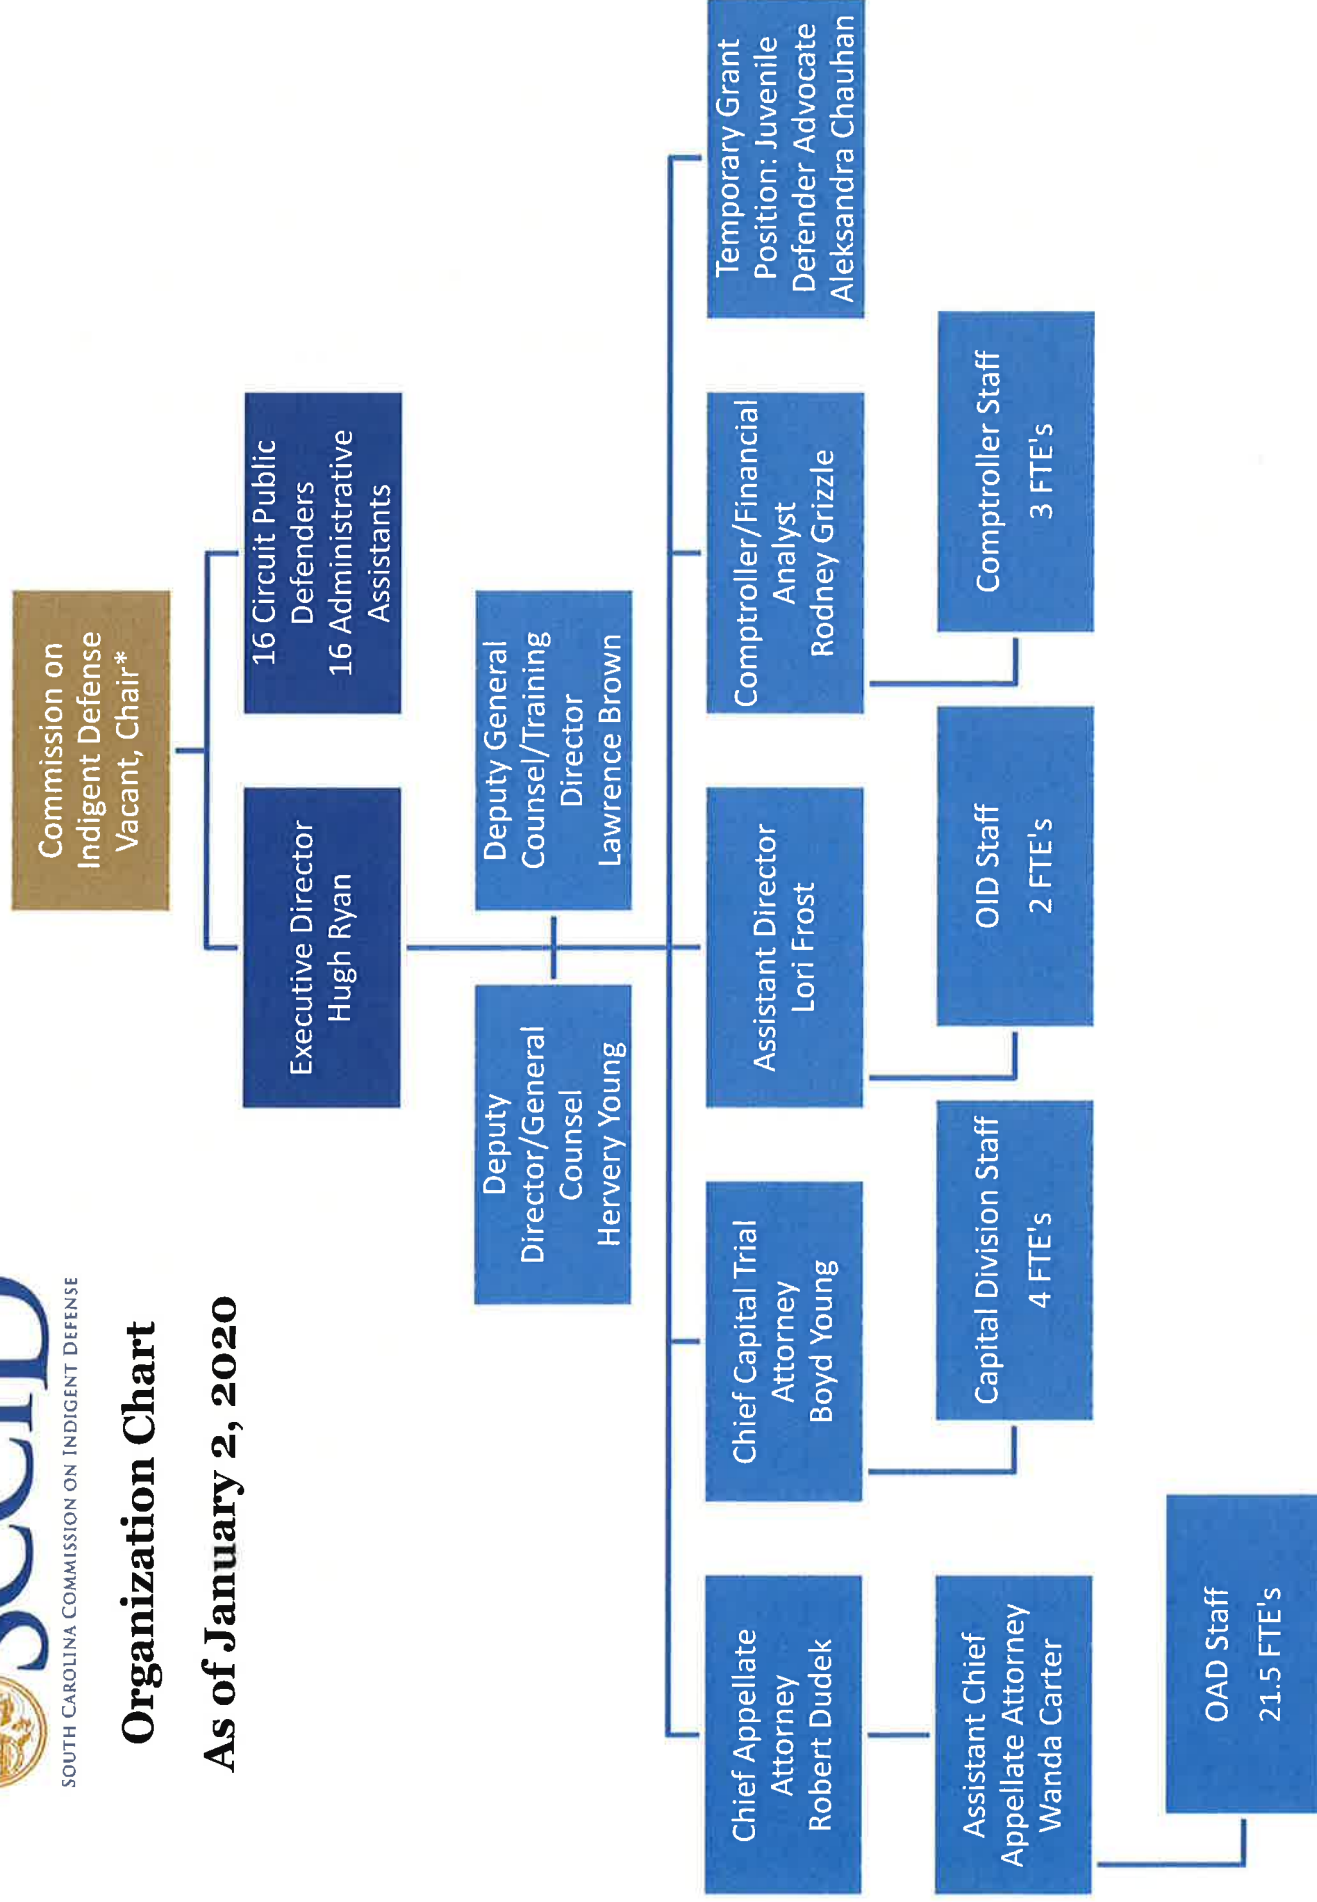 SCCID
SOUTH CAROLINA COMMISSION ON INDIGENT DEFENSE
Organization Chart
As of January 2, 2020
Commission on
Indigent Defense
Vacant, Chair*
Executive Director
Hugh Ryan
16 Circuit Public
Defenders
16 Administrative
Assistants
Deputy
Director/General
Counsel
Hervery Young
Deputy General
Counsel/Training
Director
Lawrence Brown
Chief Appellate
Attorney
Robert Dudek
Chief Capital Trial
Attorney
Boyd Young
Assistant Director
Lori Frost
Comptroller/Financial
Analyst
Rodney Grizzle
Temporary Grant
Position: Juvenile
Defender Advocate
Aleksandra Chauhan
Assistant Chief
Appellate Attorney
Wanda Carter
Capital Division Staff
4 FTE's
OID Staff
2 FTE's
Comptroller Staff
3 FTE's
OAD Staff
21.5 FTE's